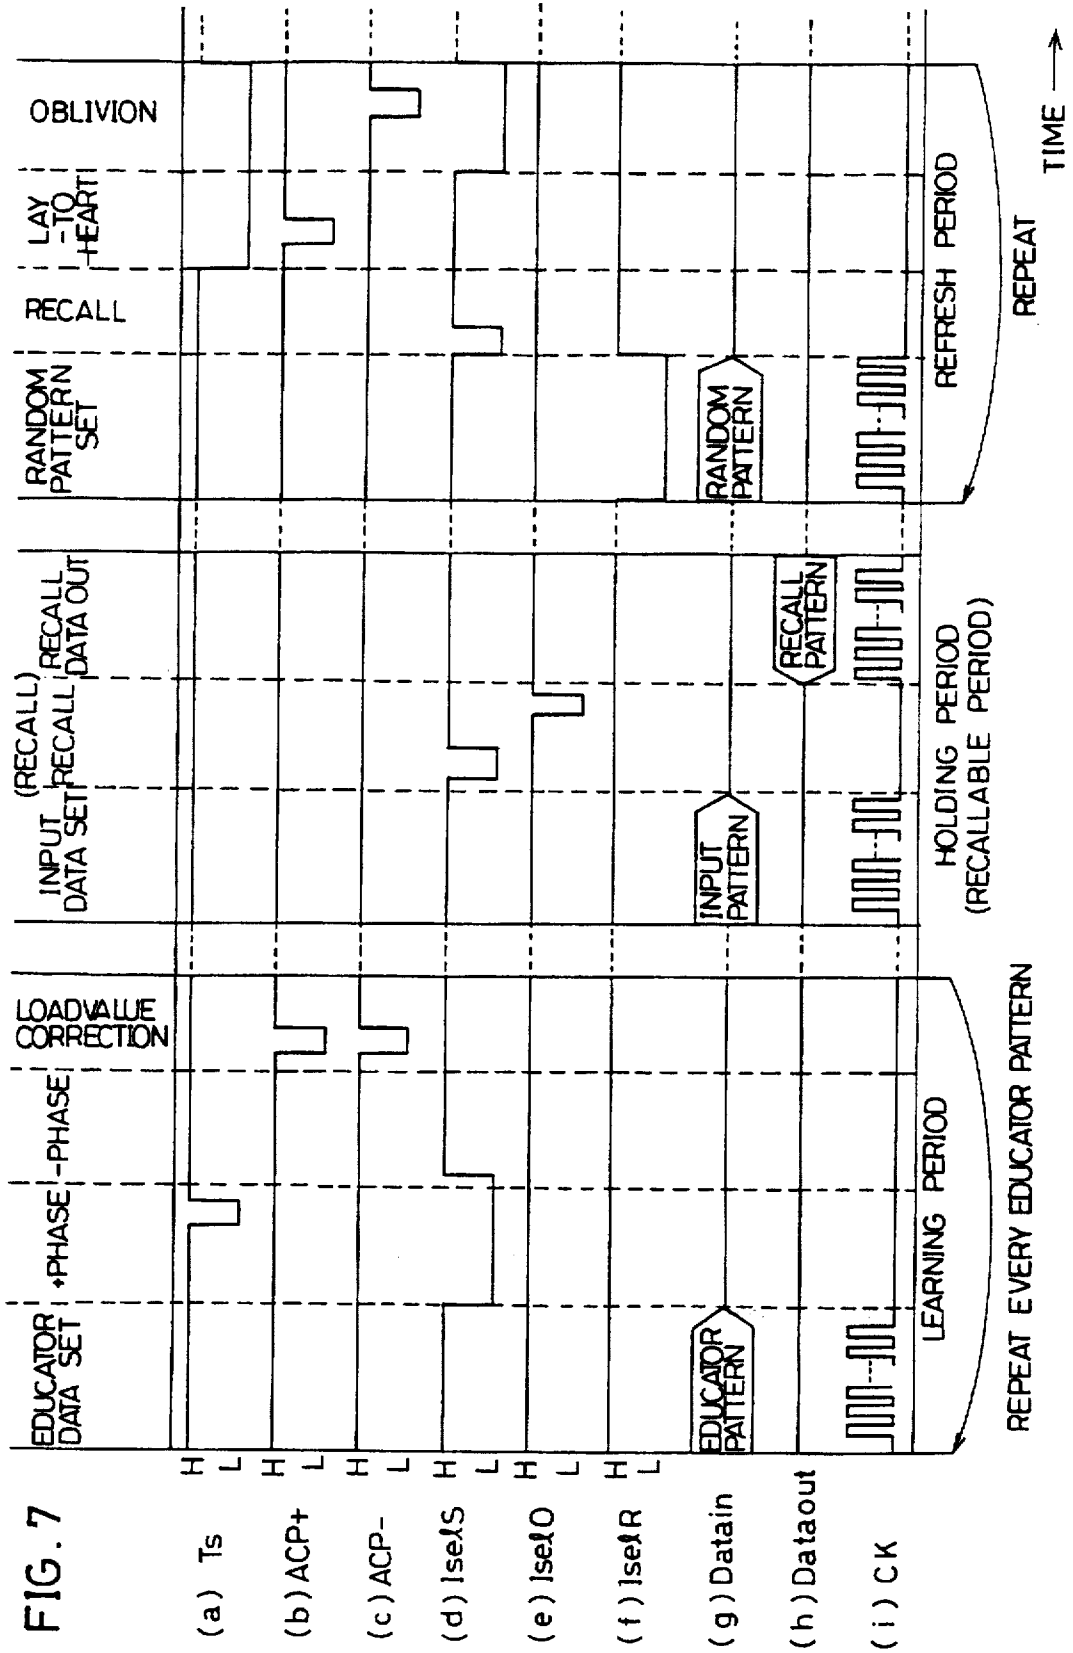 FIG. 7
EDUCATOR
DATA SET
+PHASE
-PHASE
LOADVALUE
CORRECTION
INPUT
DATA SET
(RECALL)
RECALL
RECALL
DATA OUT
RANDOM
PATTERN
SET
RECALL
LAY
-TO
-HEART
OBLIVION
(a) Ts
H
L
(b) ACP+
H
L
(c) ACP-
H
L
(d) IselS
H
L
(e) IselO
H
L
(f) IselR
H
L
(g) Datain
EDUCATOR
PATTERN
INPUT
PATTERN
RANDOM
PATTERN
(h) Dataout
RECALL
PATTERN
(i) CK
LEARNING PERIOD
HOLDING PERIOD
(RECALLABLE PERIOD)
REFRESH PERIOD
REPEAT EVERY EDUCATOR PATTERN
REPEAT
TIME